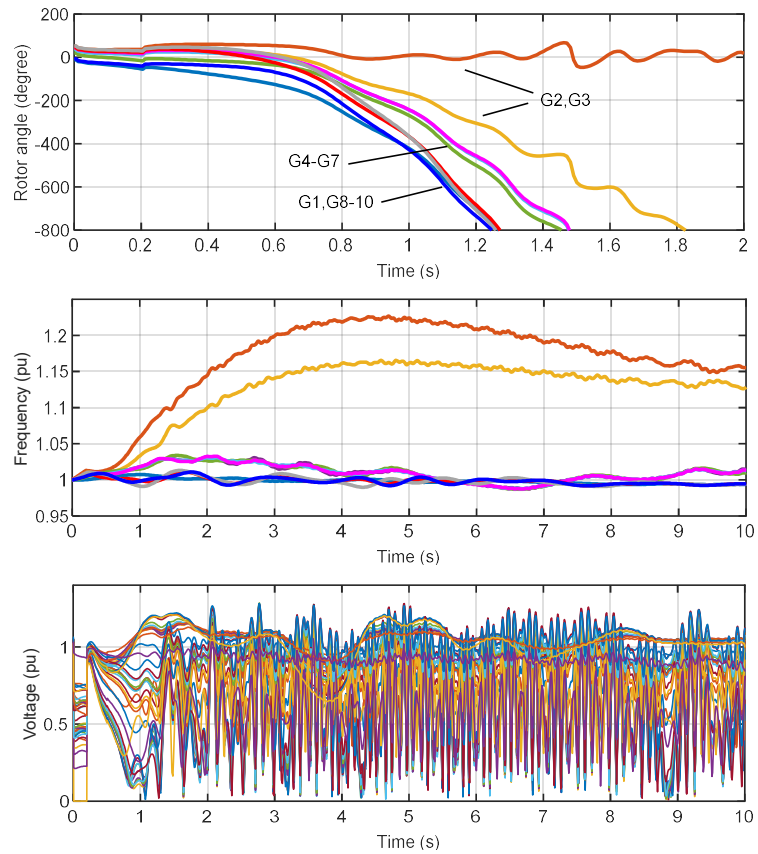 200
0
-200
-400
-600
-800
Rotor angle (degree)
G2,G3
G4-G7
G1,G8-10
0 0.2 0.4 0.6 0.8 1 1.2 1.4 1.6 1.8 2
Time (s)
1.2
1.15
1.1
1.05
1
0.95
Frequency (pu)
0 1 2 3 4 5 6 7 8 9 10
Time (s)
1
0.5
0
Voltage (pu)
0 1 2 3 4 5 6 7 8 9 10
Time (s)